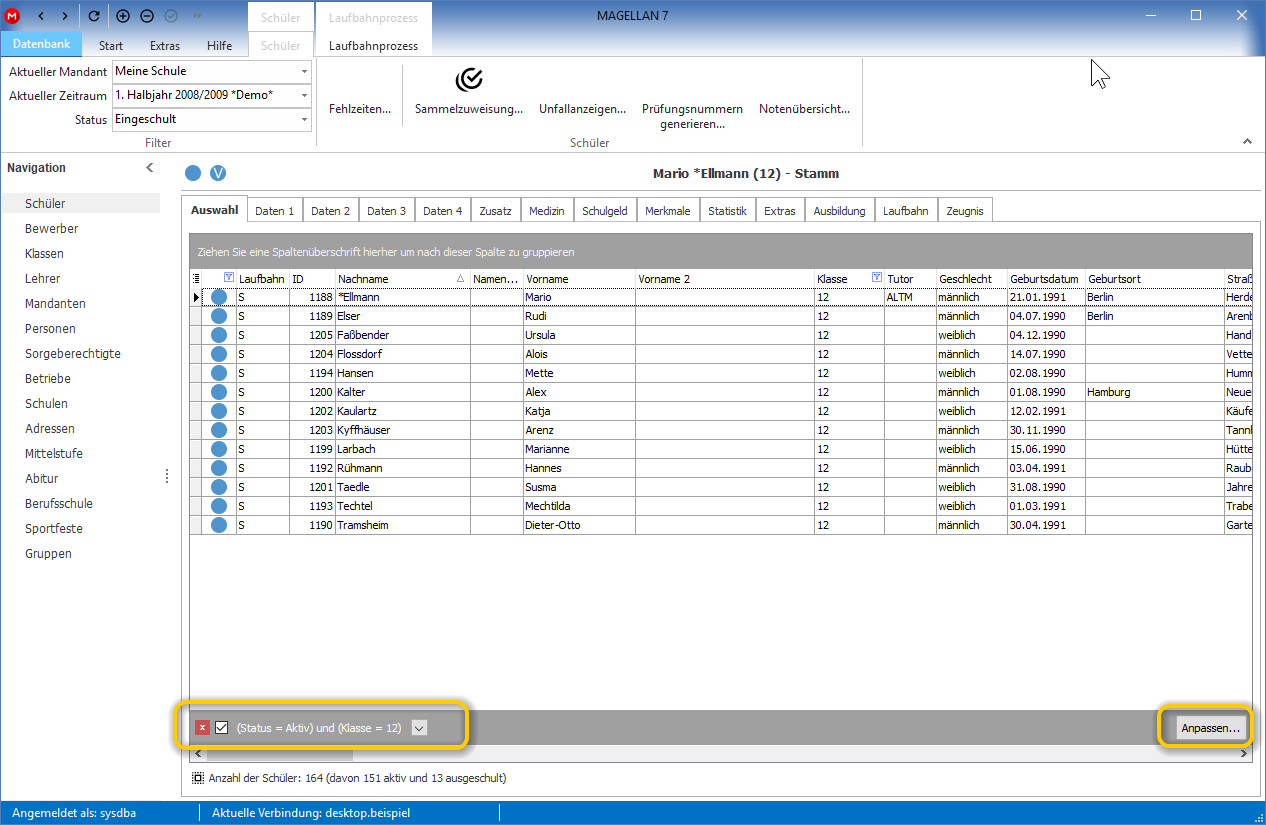 M
Schüler Laufbahnprozess MAGELLAN 7
Datenbank Start Extras Hilfe Schüler Laufbahnprozess
Aktueller Mandant Meine Schule
Aktueller Zeitraum 1. Halbjahr 2008/2009 *Demo*
Status Eingeschult
Filter
Fehlzeiten... Sammelzuweisung... Unfallanzeigen... Prüfungsnummern generieren... Notenübersicht...
Schüler
Navigation
Schüler
Bewerber
Klassen
Lehrer
Mandanten
Personen
Sorgeberechtigte
Betriebe
Schulen
Adressen
Mittelstufe
Abitur
Berufsschule
Sportfeste
Gruppen
V Mario *Ellmann (12) - Stamm
Auswahl Daten 1 Daten 2 Daten 3 Daten 4 Zusatz Medizin Schulgeld Merkmale Statistik Extras Ausbildung Laufbahn Zeugnis
Ziehen Sie eine Spaltenüberschrift hierher um nach dieser Spalte zu gruppieren
Laufbahn ID Nachname Namen... Vorname Vorname 2 Klasse Tutor Geschlecht Geburtsdatum Geburtsort Straß
S 1188 *Ellmann Mario 12 ALTM männlich 21.01.1991 Berlin Herde
S 1189 Elser Rudi 12 männlich 04.07.1990 Berlin Arenb
S 1205 Faßbender Ursula 12 weiblich 04.12.1990 Hand
S 1204 Flossdorf Alois 12 männlich 14.07.1990 Vette
S 1194 Hansen Mette 12 weiblich 02.08.1990 Humm
S 1200 Kalter Alex 12 männlich 01.08.1990 Hamburg Neue
S 1202 Kaulartz Katja 12 weiblich 12.02.1991 Käufe
S 1203 Kyffhäuser Arenz 12 männlich 30.11.1990 Tannl
S 1199 Larbach Marianne 12 weiblich 15.06.1990 Hütte
S 1192 Rühmann Hannes 12 männlich 03.04.1991 Raub
S 1201 Taedle Susma 12 weiblich 31.08.1990 Jahre
S 1193 Techtel Mechtilda 12 weiblich 01.03.1991 Trabe
S 1190 Tramsheim Dieter-Otto 12 männlich 30.04.1991 Garte
x (Status = Aktiv) und (Klasse = 12) Anpassen...
Anzahl der Schüler: 164 (davon 151 aktiv und 13 ausgeschult)
Angemeldet als: sysdba Aktuelle Verbindung: desktop.beispiel